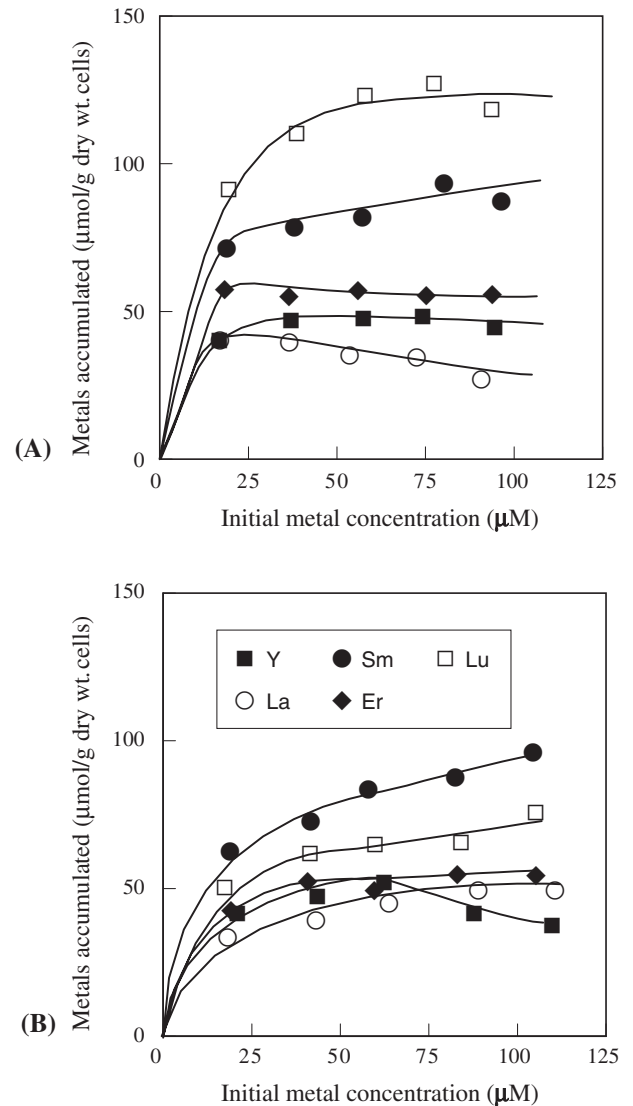 (A)
Metals accumulated (μmol/g dry wt. cells)
150
100
50
0
0 25 50 75 100 125
Initial metal concentration (μM)
(B)
Metals accumulated (μmol/g dry wt. cells)
150
100
50
0
Y Sm Lu
La Er
0 25 50 75 100 125
Initial metal concentration (μM)